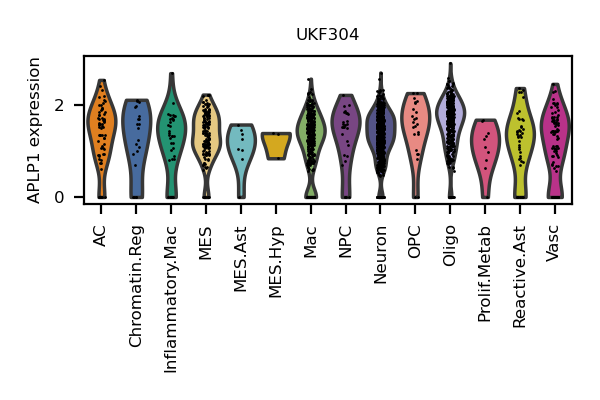 UKF304
APLP1 expression
2
0
AC
Chromatin.Reg
Inflammatory.Mac
MES
MES.Ast
MES.Hyp
Mac
NPC
Neuron
OPC
Oligo
Prolif.Metab
Reactive.Ast
Vasc